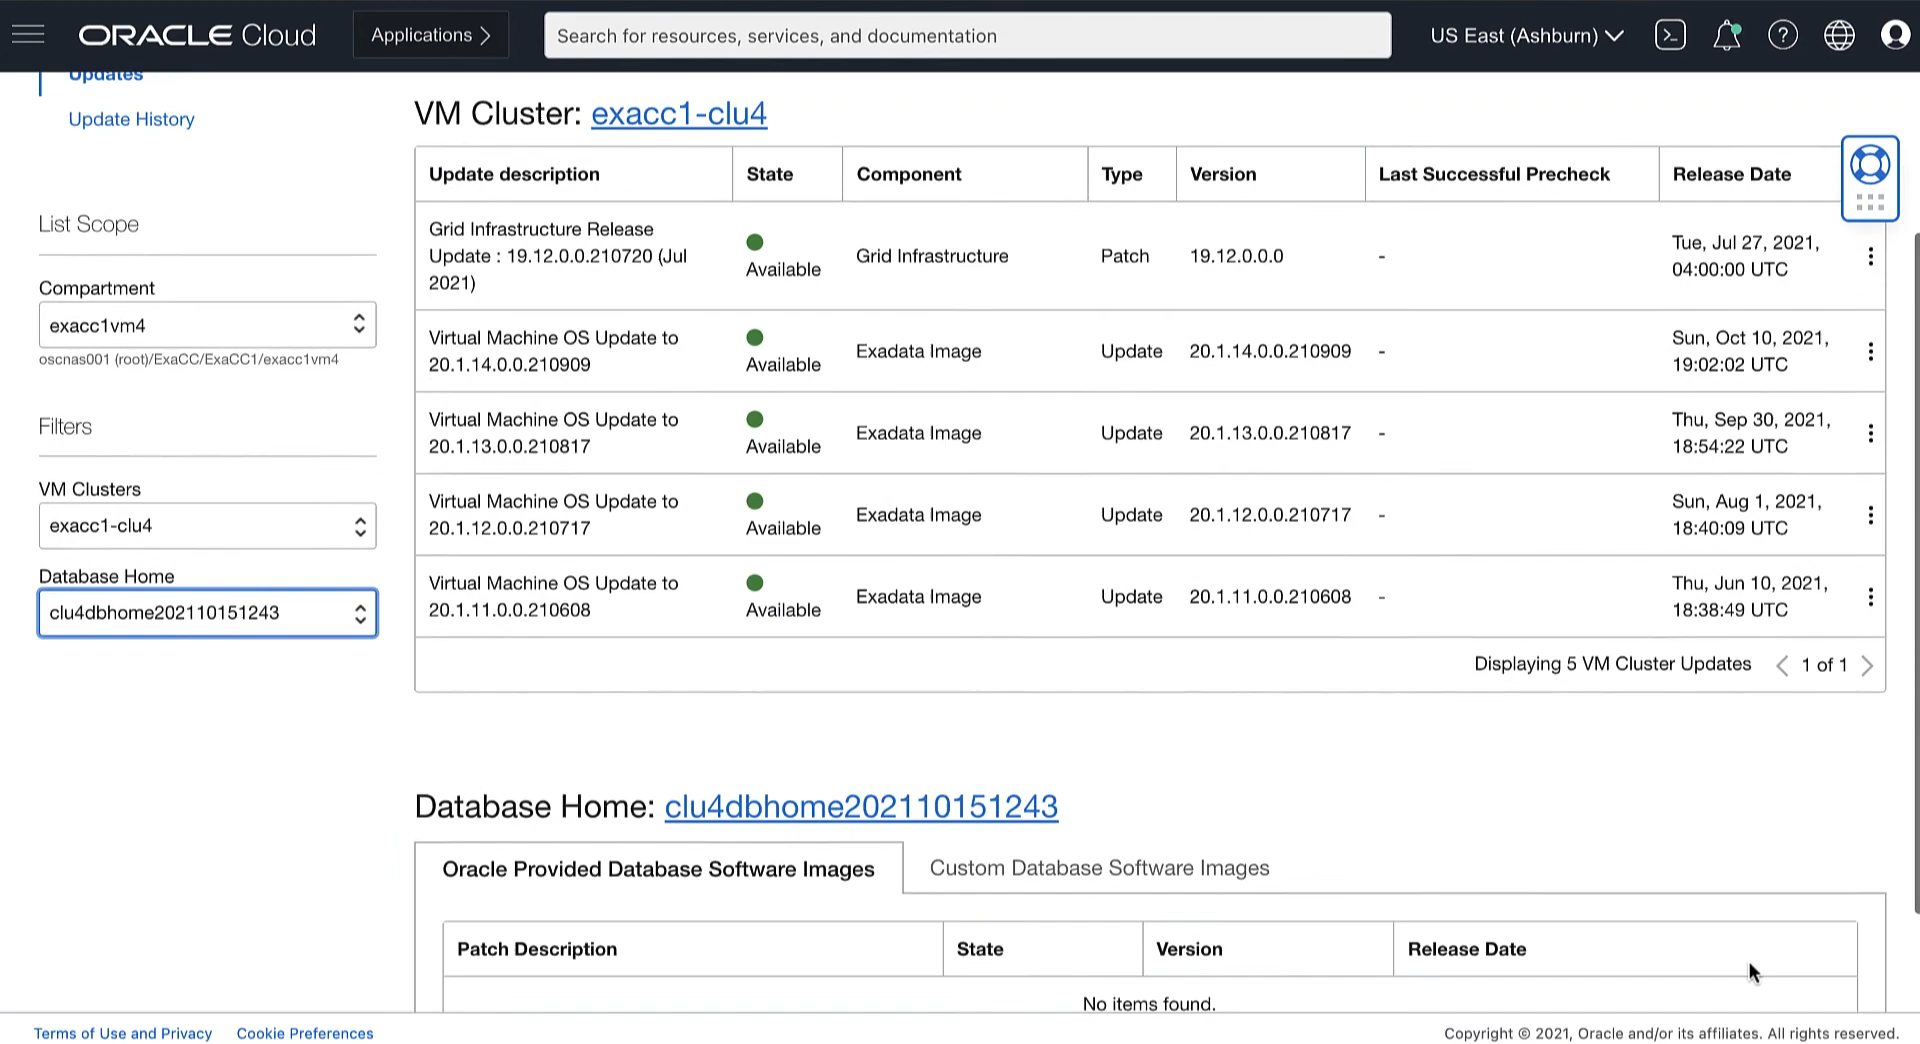 ORACLE Cloud
Applications
Search for resources, services, and documentation
US East (Ashburn)
Updates
Update History
List Scope
Compartment
exacc1vm4
oscnas001 (root)/ExaCC/ExaCC1/exacc1vm4
Filters
VM Clusters
exacc1-clu4
Database Home
clu4dbhome202110151243
VM Cluster: exacc1-clu4
Update description State Component Type Version Last Successful Precheck Release Date
Grid Infrastructure Release
Update : 19.12.0.0.210720 (Jul
2021)
Available
Grid Infrastructure
Patch
19.12.0.0.0
-
Tue, Jul 27, 2021,
04:00:00 UTC
Virtual Machine OS Update to
20.1.14.0.0.210909
Available
Exadata Image
Update
20.1.14.0.0.210909
-
Sun, Oct 10, 2021,
19:02:02 UTC
Virtual Machine OS Update to
20.1.13.0.0.210817
Available
Exadata Image
Update
20.1.13.0.0.210817
-
Thu, Sep 30, 2021,
18:54:22 UTC
Virtual Machine OS Update to
20.1.12.0.0.210717
Available
Exadata Image
Update
20.1.12.0.0.210717
-
Sun, Aug 1, 2021,
18:40:09 UTC
Virtual Machine OS Update to
20.1.11.0.0.210608
Available
Exadata Image
Update
20.1.11.0.0.210608
-
Thu, Jun 10, 2021,
18:38:49 UTC
Displaying 5 VM Cluster Updates 1 of 1
Database Home: clu4dbhome202110151243
Oracle Provided Database Software Images
Custom Database Software Images
Patch Description State Version Release Date
No items found.
Terms of Use and Privacy Cookie Preferences
Copyright © 2021, Oracle and/or its affiliates. All rights reserved.